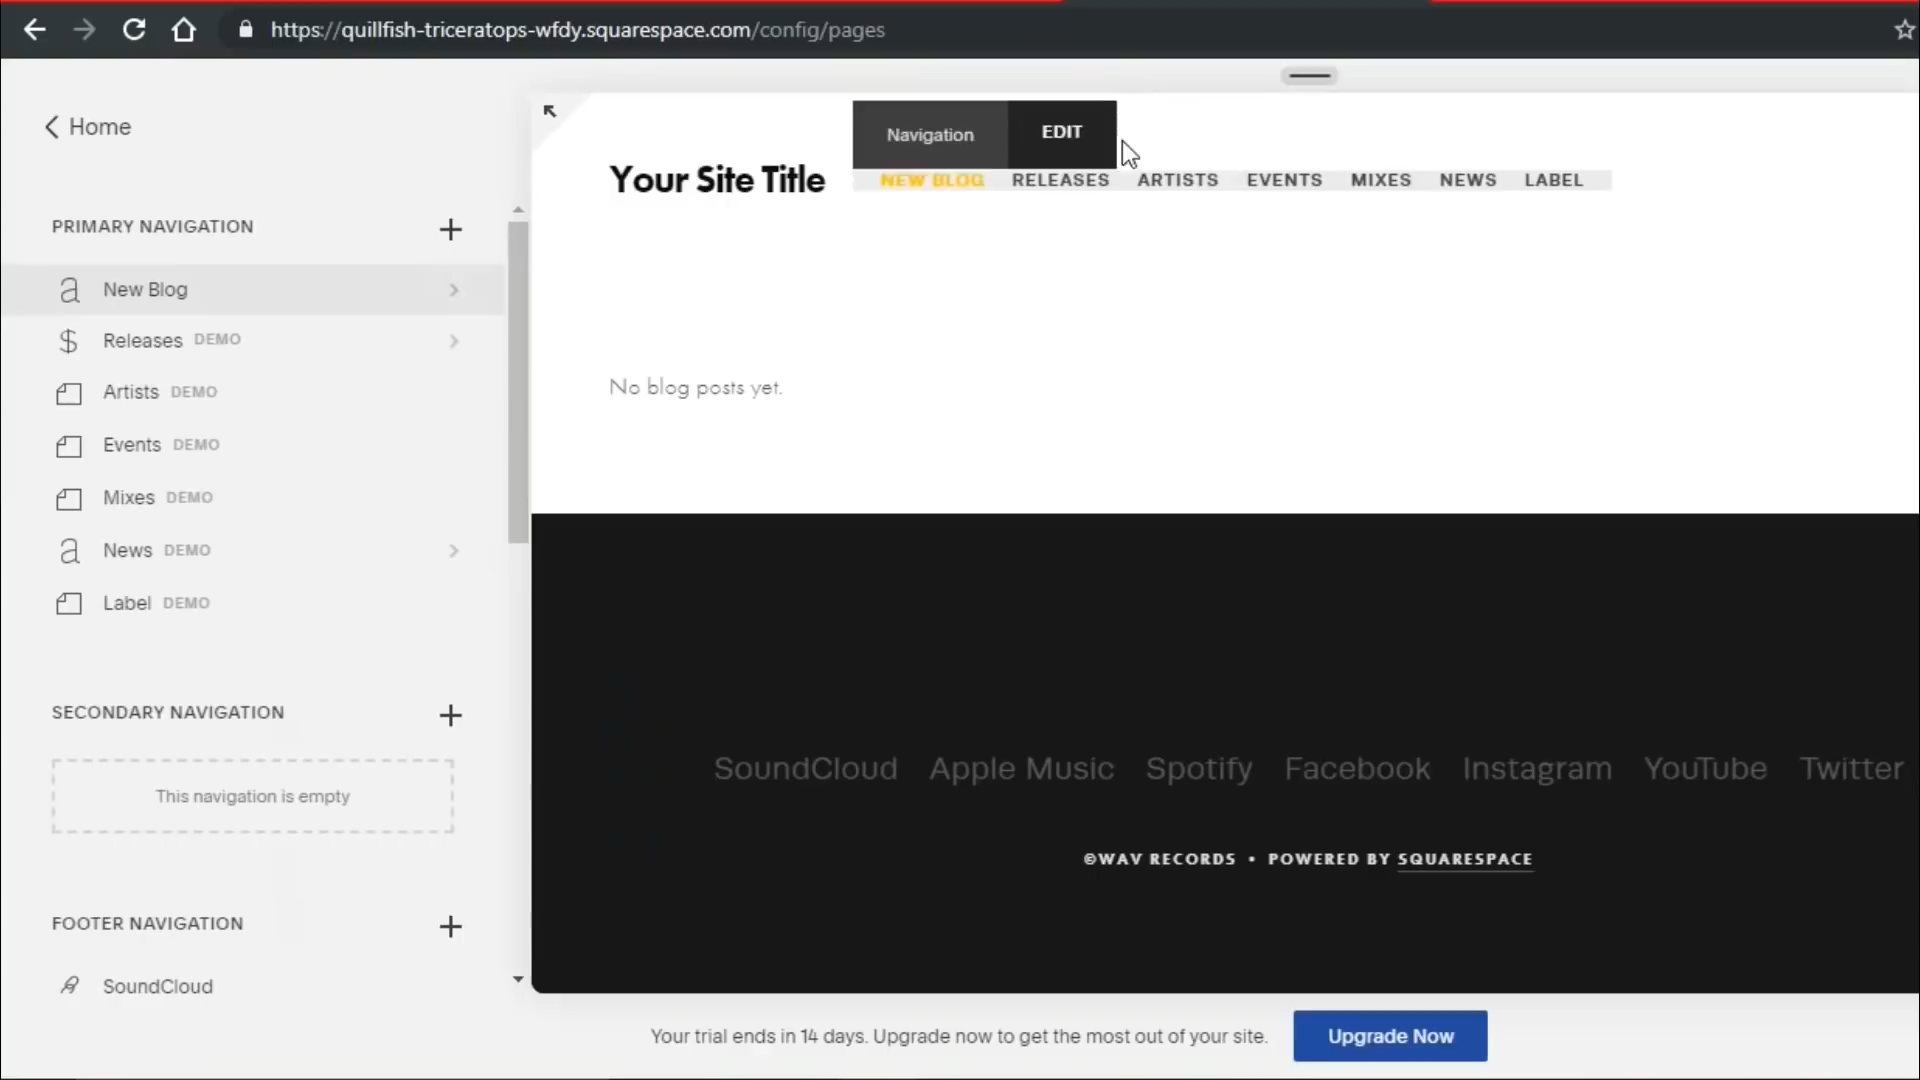 https://quillfish-triceratops-wfdy.squarespace.com/config/pages
Home
PRIMARY NAVIGATION
New Blog
Releases DEMO
Artists DEMO
Events DEMO
Mixes DEMO
News DEMO
Label DEMO
SECONDARY NAVIGATION
This navigation is empty
FOOTER NAVIGATION
SoundCloud
Navigation EDIT
Your Site Title NEW BLOG RELEASES ARTISTS EVENTS MIXES NEWS LABEL
No blog posts yet.
SoundCloud Apple Music Spotify Facebook Instagram YouTube Twitter
©WAV RECORDS • POWERED BY SQUARESPACE
Your trial ends in 14 days. Upgrade now to get the most out of your site. Upgrade Now